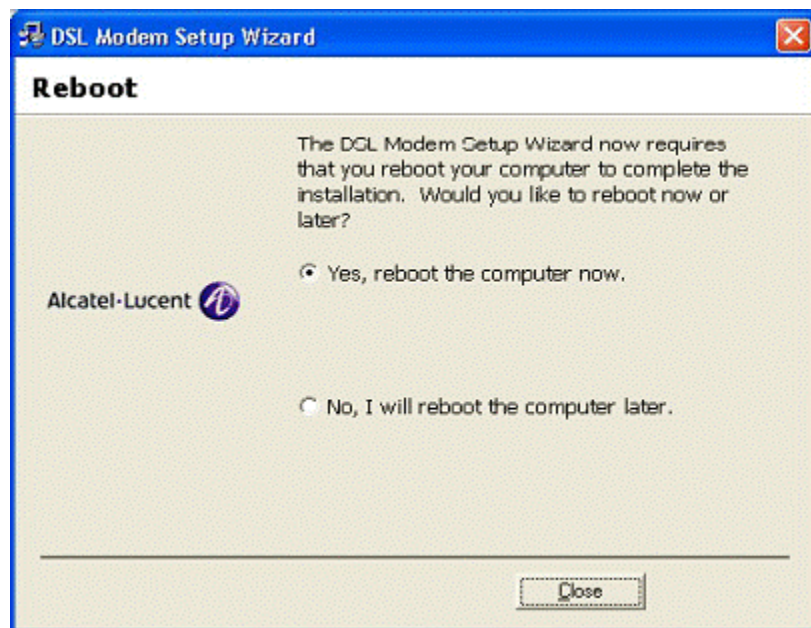 DSL Modem Setup Wizard
Reboot
The DSL Modem Setup Wizard now requires
that you reboot your computer to complete the
installation. Would you like to reboot now or
later?
Yes, reboot the computer now.
Alcatel·Lucent
No, I will reboot the computer later.
Close